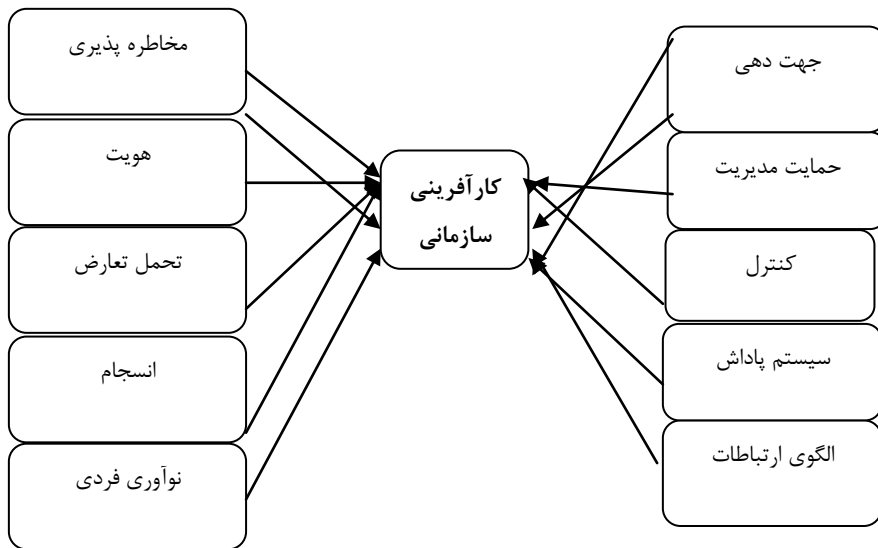 جهت دهی
حمایت مدیریت
کنترل
سیستم پاداش
الگوی ارتباطات
کارآفرینی
سازمانی
مخاطره پذیری
هویت
تحمل تعارض
انسجام
نوآوری فردی